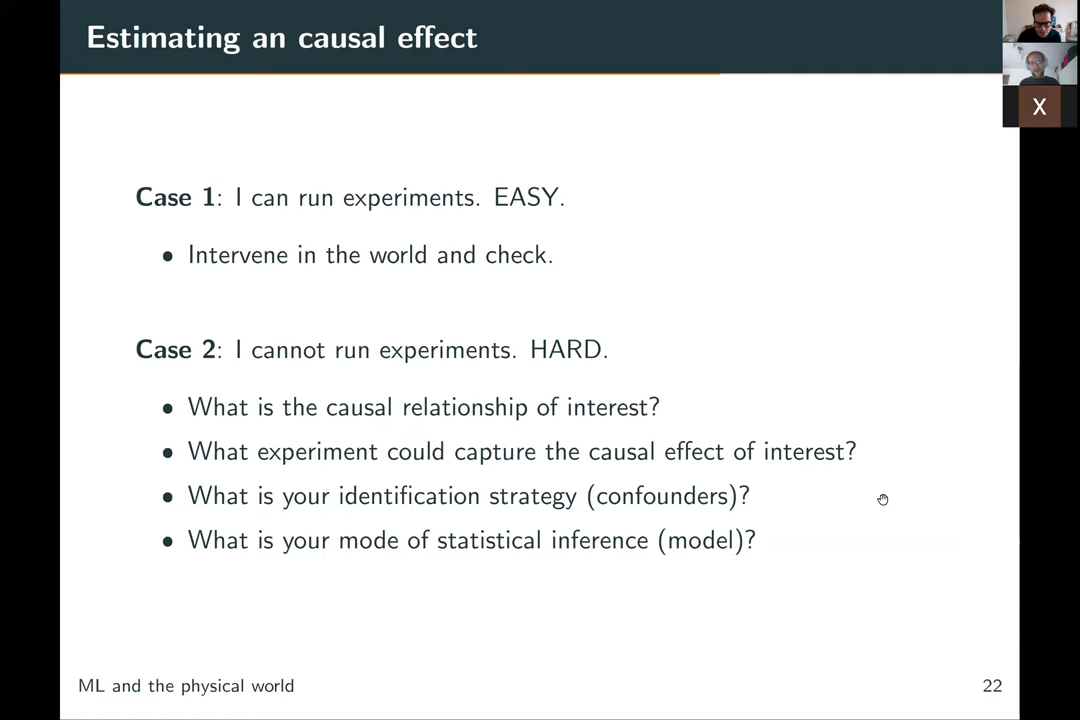 Estimating an causal effect
X
Case 1: I can run experiments. EASY.
• Intervene in the world and check.
Case 2: I cannot run experiments. HARD.
• What is the causal relationship of interest?
• What experiment could capture the causal effect of interest?
• What is your identification strategy (confounders)?
• What is your mode of statistical inference (model)?
ML and the physical world
22